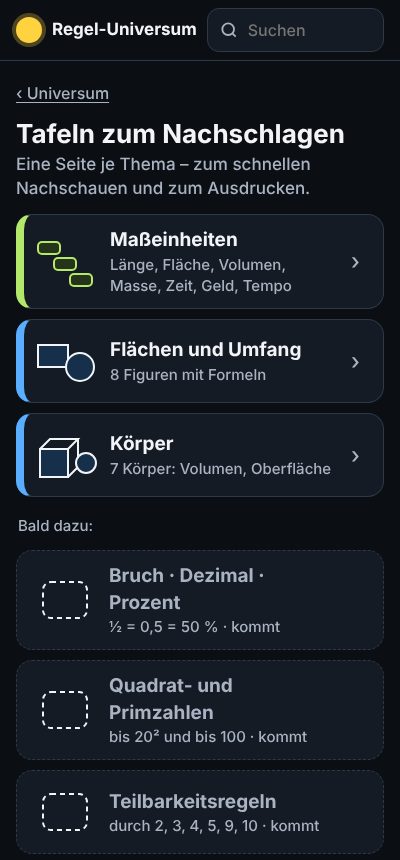 Regel-Universum
Suchen
‹ Universum
Tafeln zum Nachschlagen
Eine Seite je Thema – zum schnellen
Nachschauen und zum Ausdrucken.
Maßeinheiten
Länge, Fläche, Volumen,
Masse, Zeit, Geld, Tempo
›
Flächen und Umfang
8 Figuren mit Formeln
›
Körper
7 Körper: Volumen, Oberfläche
›
Bald dazu:
Bruch · Dezimal ·
Prozent
½ = 0,5 = 50 % · kommt
Quadrat- und
Primzahlen
bis 20² und bis 100 · kommt
Teilbarkeitsregeln
durch 2, 3, 4, 5, 9, 10 · kommt